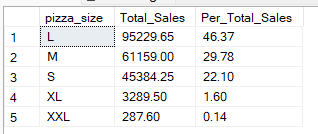 pizza_size Total_Sales Per_Total_Sales
1 L 95229.65 46.37
2 M 61159.00 29.78
3 S 45384.25 22.10
4 XL 3289.50 1.60
5 XXL 287.60 0.14